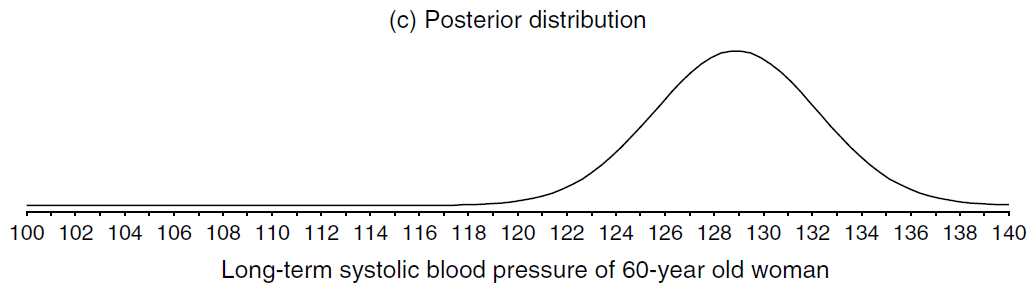 (c) Posterior distribution
100 102 104 106 108 110 112 114 116 118 120 122 124 126 128 130 132 134 136 138 140
Long-term systolic blood pressure of 60-year old woman